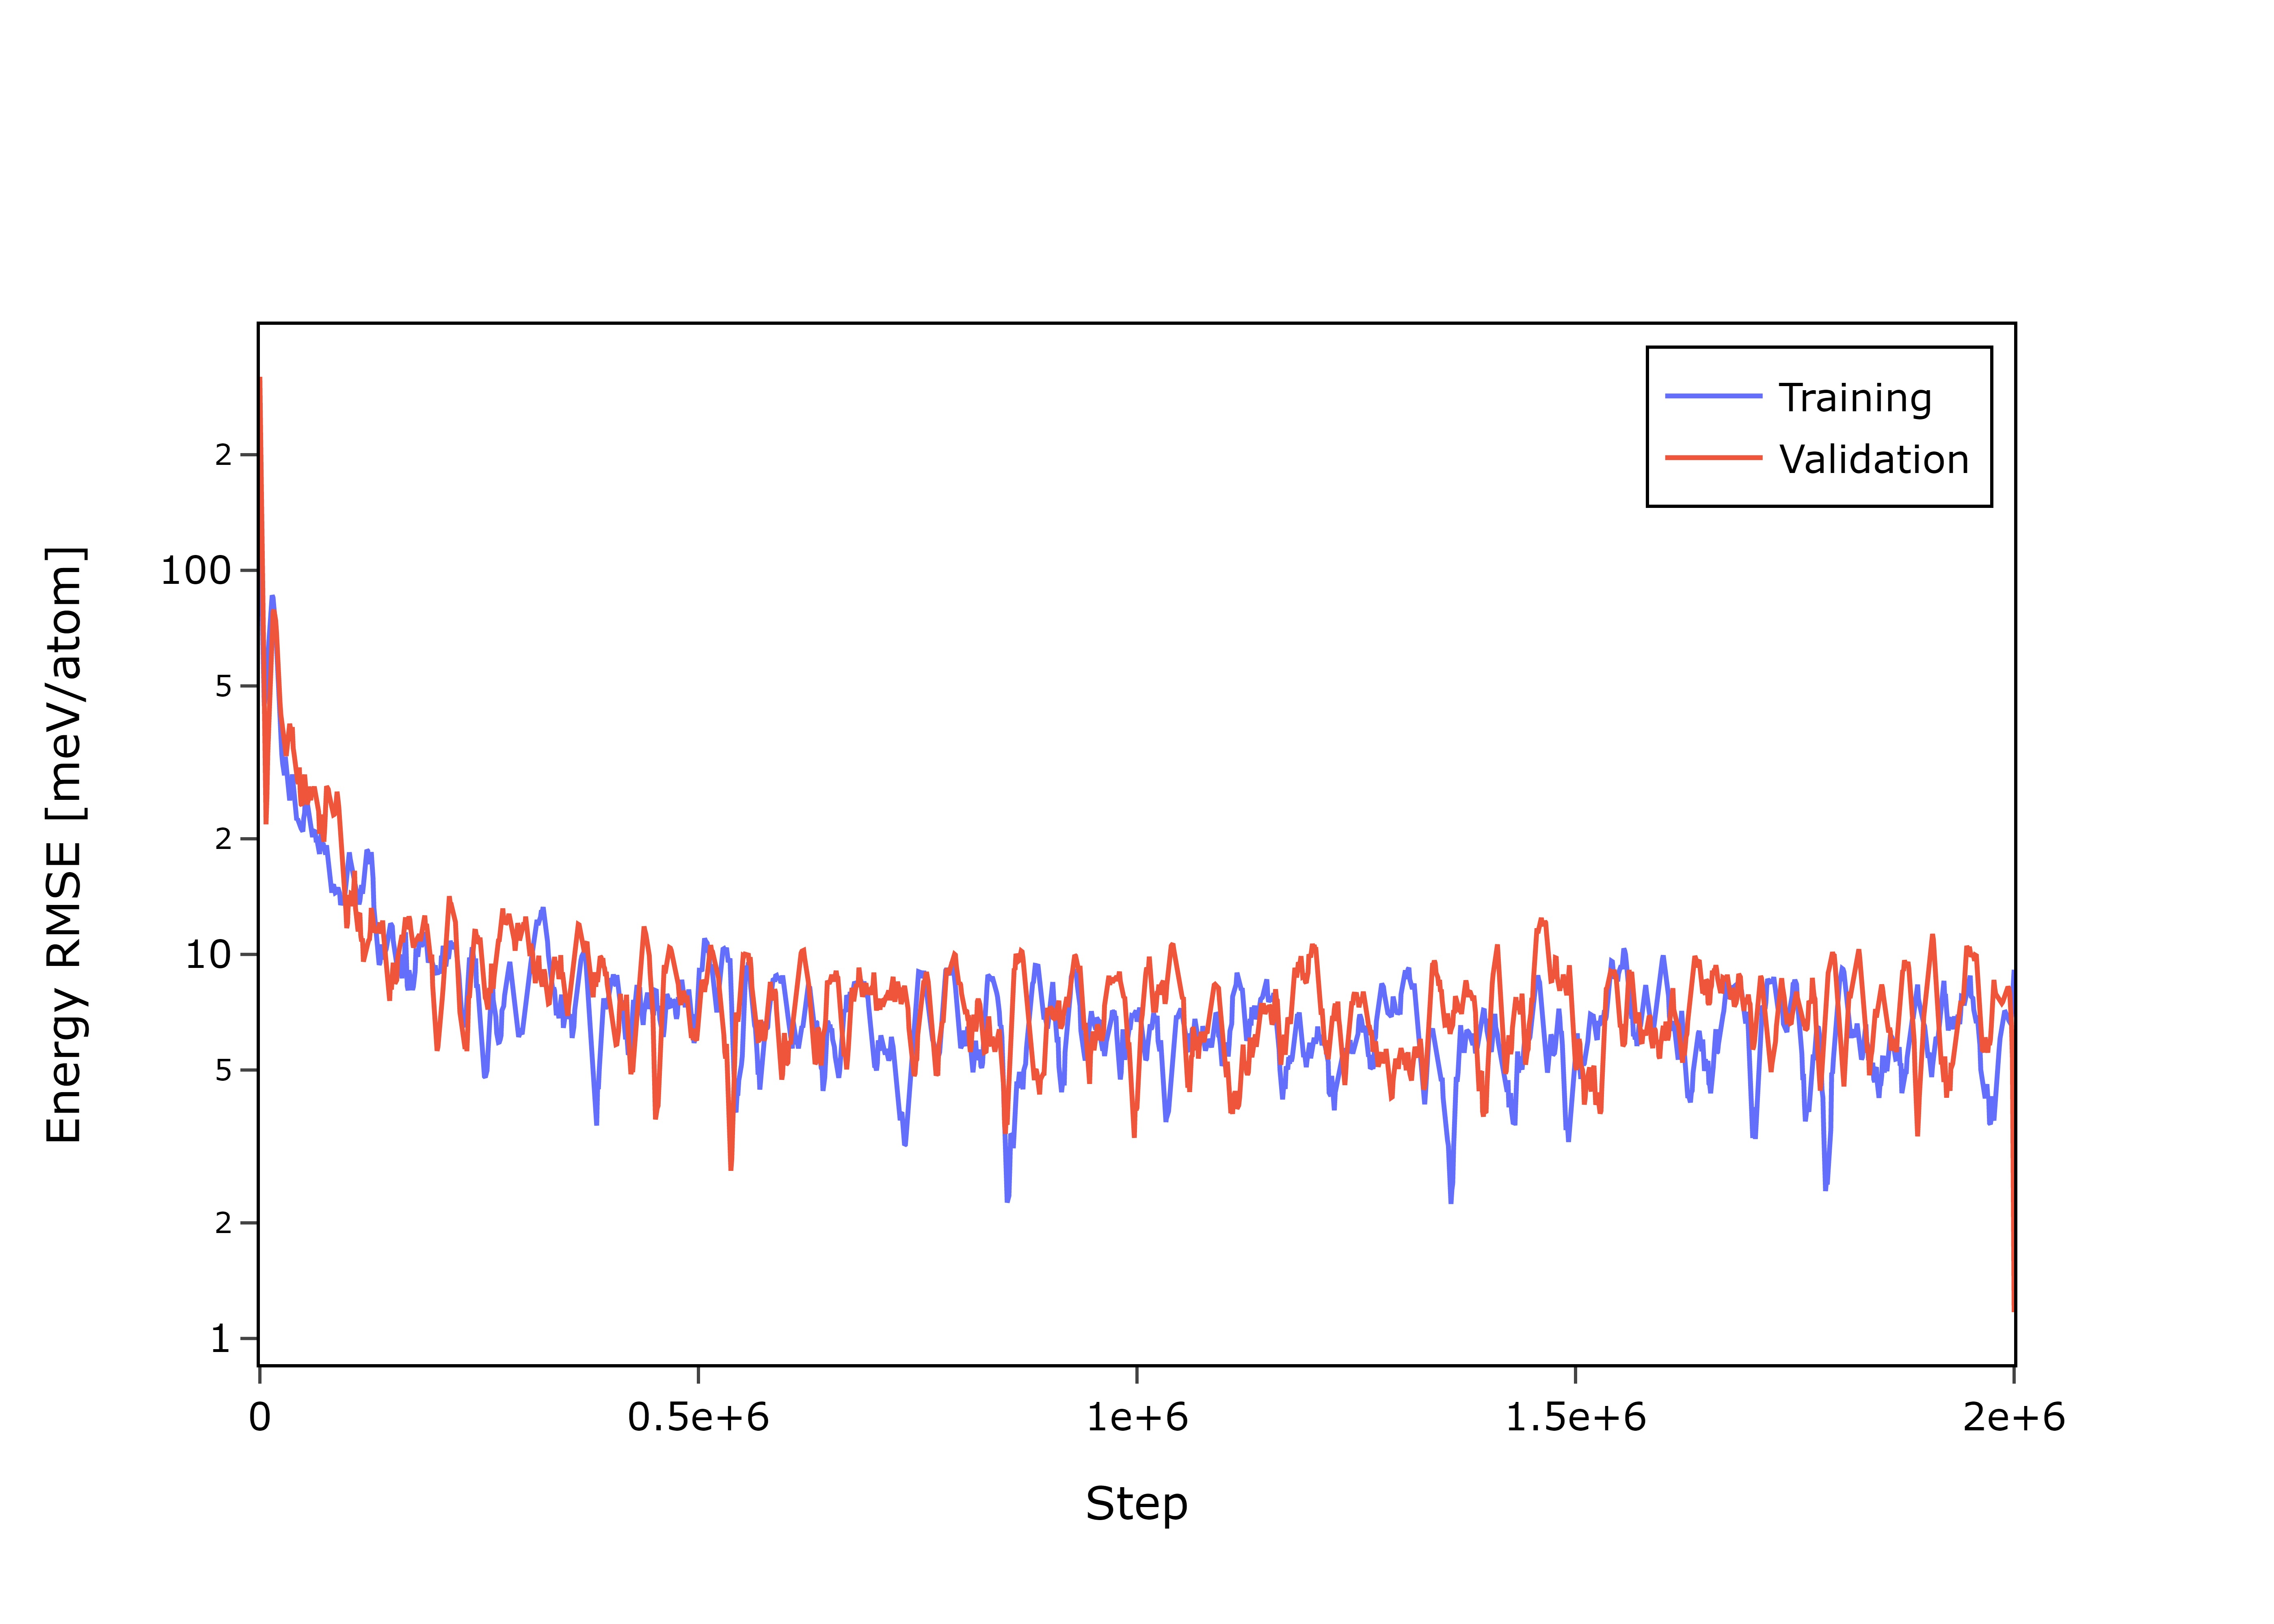 Training
Validation
2
100
5
2
10
5
2
1
Energy RMSE [meV/atom]
0
0.5e+6
1e+6
1.5e+6
2e+6
Step